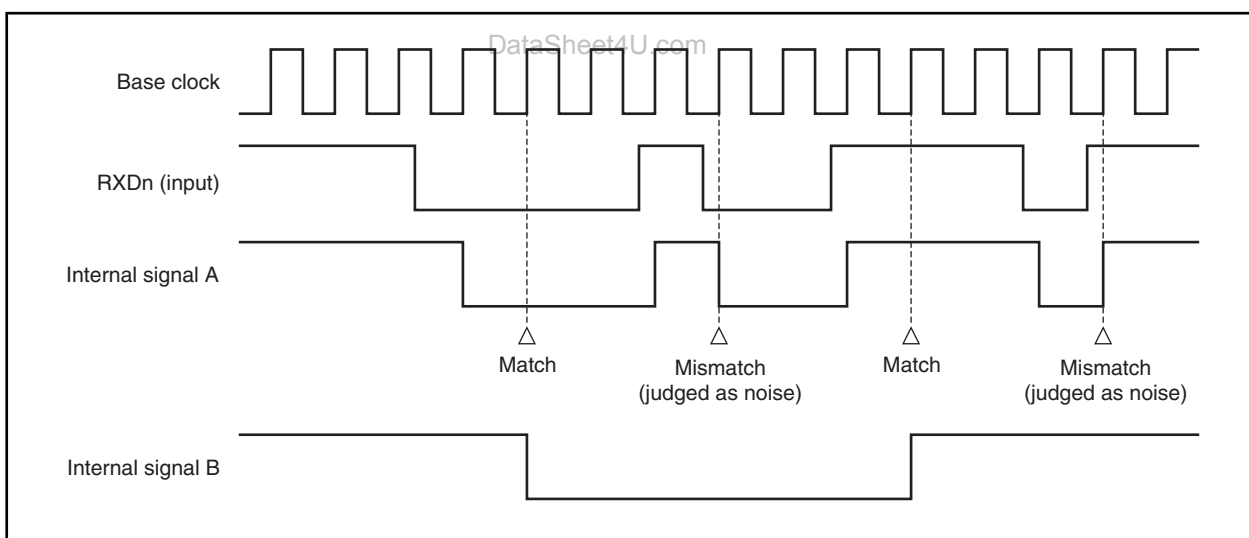 DataSheet4U.com
Base clock
RXDn (input)
Internal signal A
Match
Mismatch
(judged as noise)
Match
Mismatch
(judged as noise)
Internal signal B